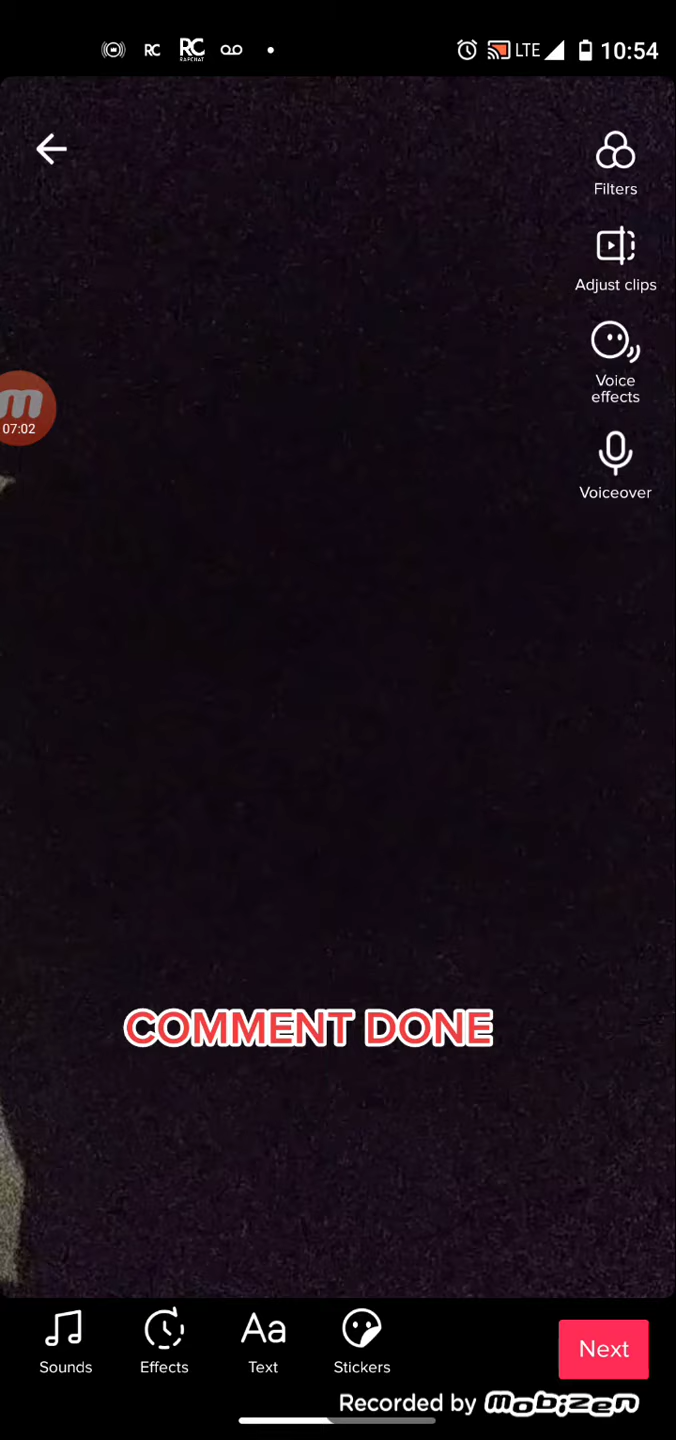 RC
RC
RAFCHAT
LTE
10:54
Filters
Adjust clips
m
07:02
Voice
effects
Voiceover
COMMENT DONE
Sounds
Effects
Text
Aa
Stickers
Next
Recorded by mobizen